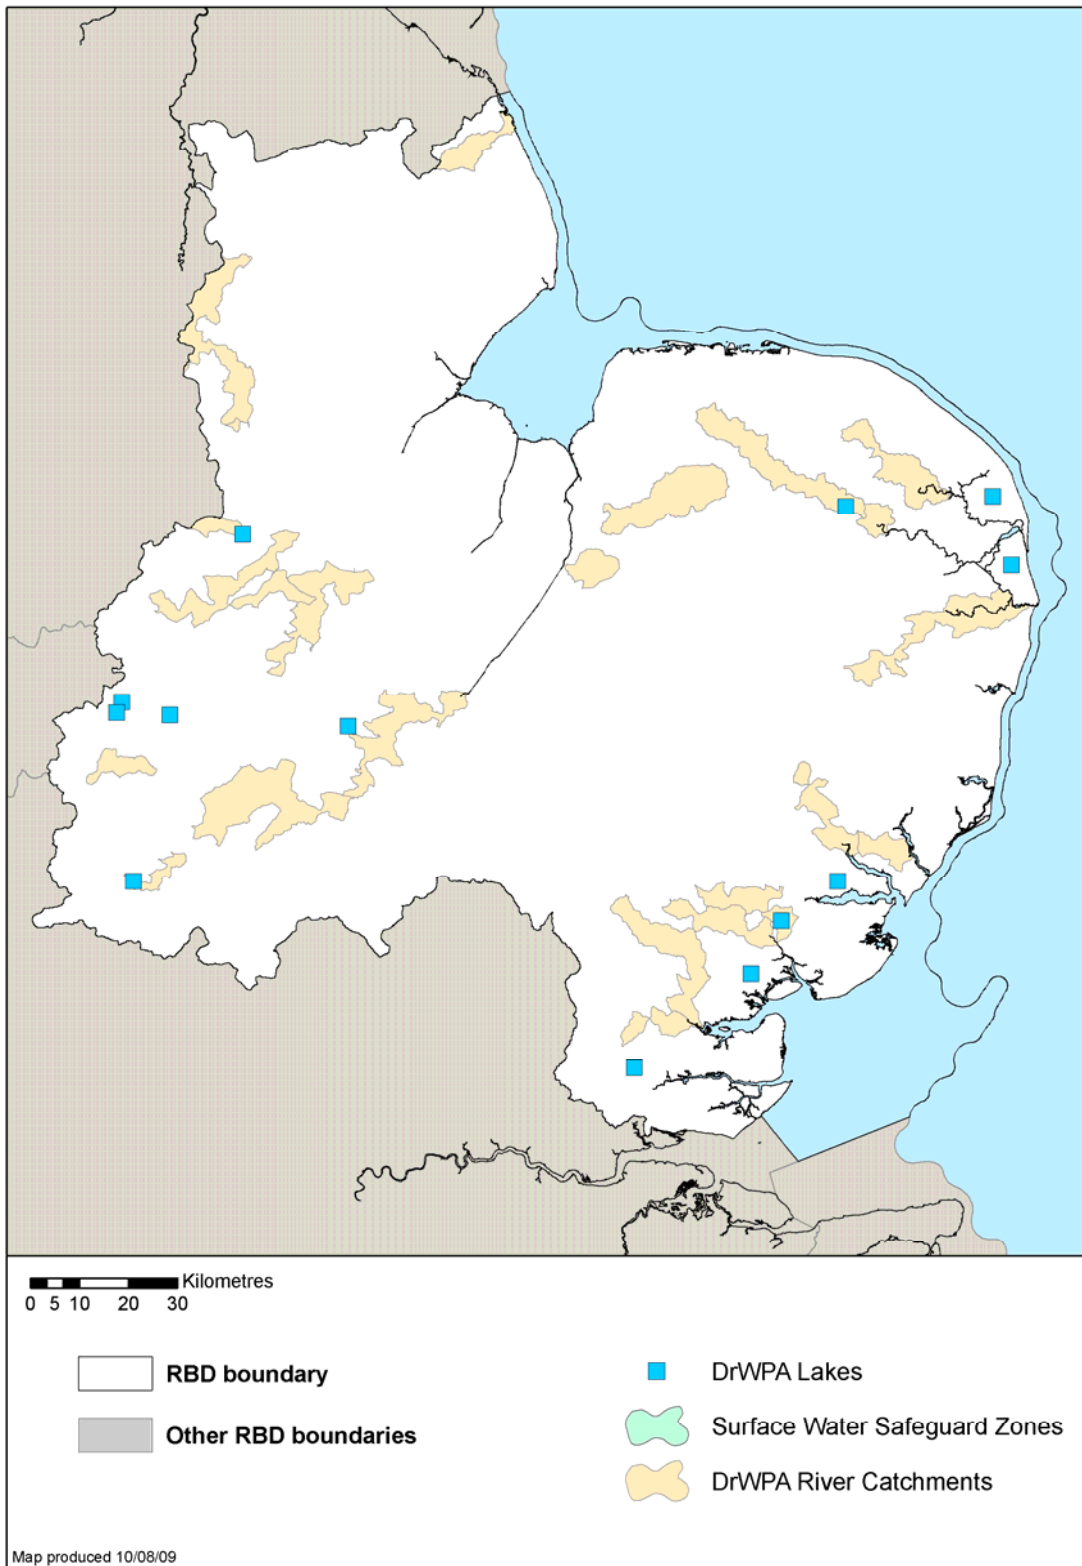 Kilometres
0 5 10 20 30
RBD boundary
Other RBD boundaries
DrWPA Lakes
Surface Water Safeguard Zones
DrWPA River Catchments
Map produced 10/08/09